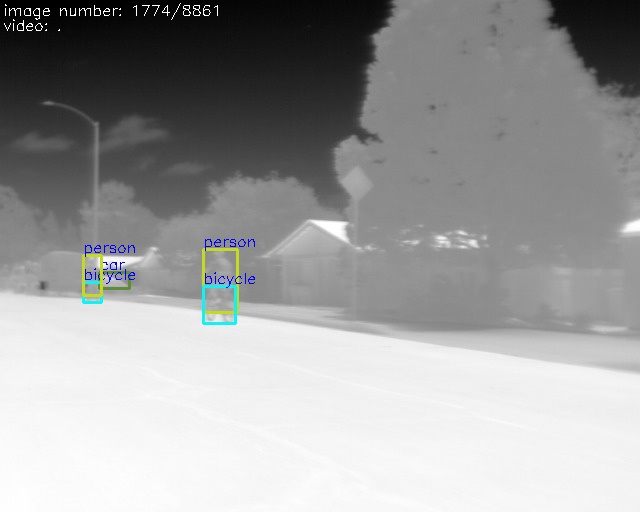 image number: 1774/8861
video: .
person
person
car
bicycle
bicycle